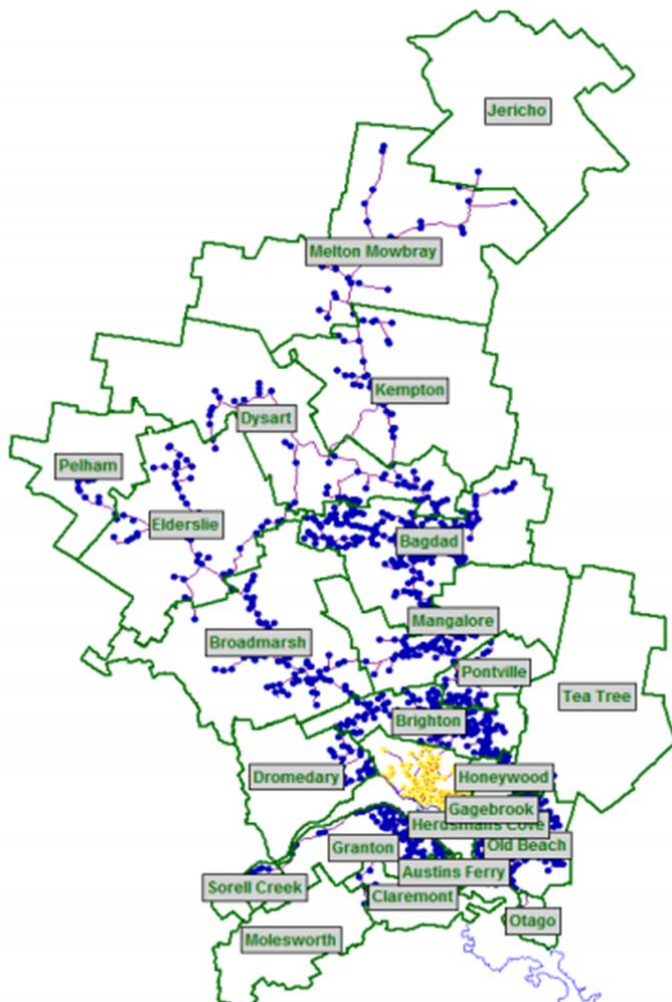 Jericho
Melton Mowbray
Kempton
Dysart
Pelham
Elderslie
Bagdad
Mangalore
Broadmarsh
Pontville
Tea Tree
Brighton
Dromedary
Honeywood
Gagebrook
Herdsmans Cove
Old Beach
Granton
Austins Ferry
Sorell Creek
Claremont
Otago
Molesworth